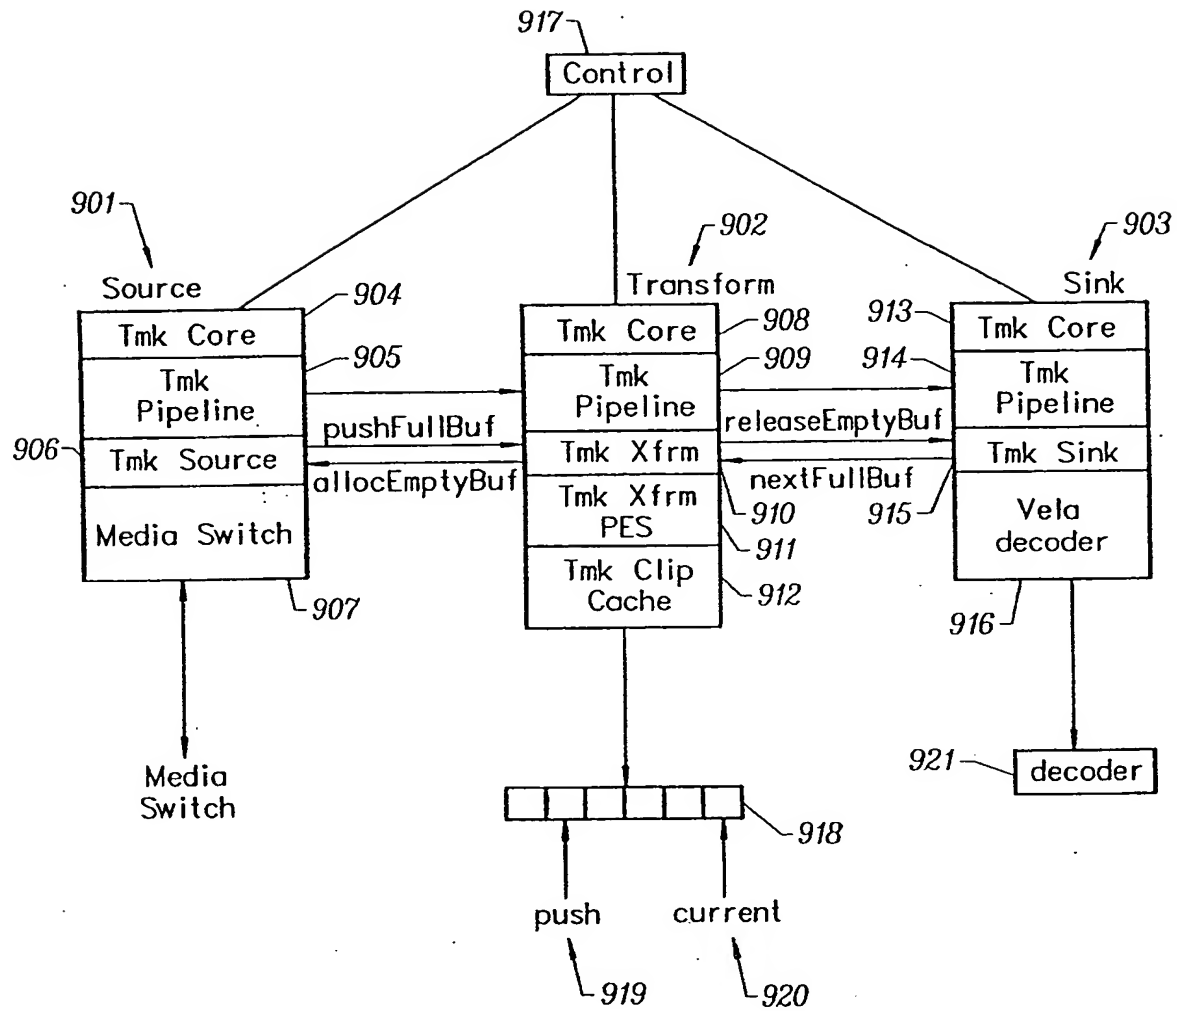 917
Control
901
902
903
Source
Transform
Sink
904
Tmk Core
908
Tmk Core
913
Tmk Core
905
Tmk
Pipeline
909
Tmk
Pipeline
914
Tmk
Pipeline
pushFullBuf
releaseEmptyBuf
906
Tmk Source
Tmk Xfrm
Tmk Sink
allocEmptyBuf
nextFullBuf
910
915
Media Switch
Tmk Xfrm
PES
911
Vela
decoder
907
Tmk Clip
Cache
912
916
Media
Switch
921
decoder
918
push
current
919
920